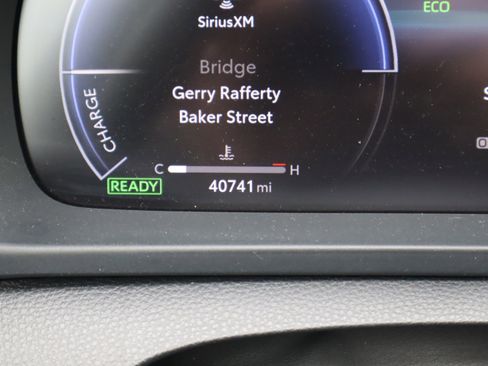 ECO
SiriusXM
Bridge
Gerry Rafferty
Baker Street
CHARGE
C H
READY 40741 mi